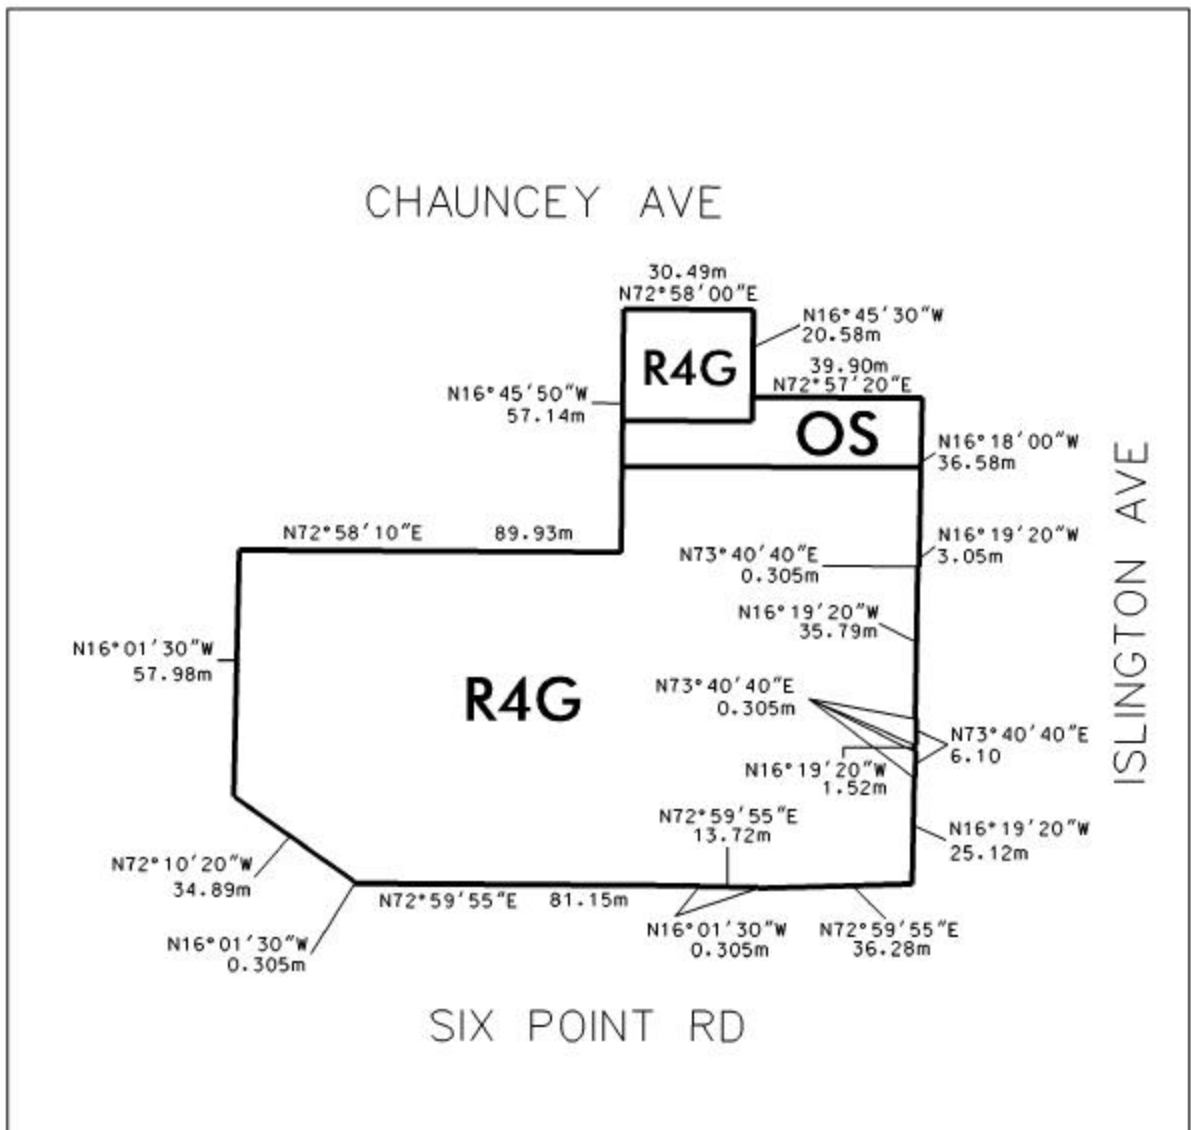 CHAUNCEY AVE
30.49m
N72°58'00"E
N16°45'30"W
20.58m
R4G
39.90m
N72°57'20"E
N16°45'50"W
57.14m
OS
N16°18'00"W
36.58m
ISLINGTON AVE
N72°58'10"E 89.93m
N16°19'20"W
3.05m
N73°40'40"E
0.305m
N16°19'20"W
35.79m
N16°01'30"W
57.98m
R4G
N73°40'40"E
0.305m
N73°40'40"E
6.10
N16°19'20"W
1.52m
N72°59'55"E
13.72m
N16°19'20"W
25.12m
N72°10'20"W
34.89m
N72°59'55"E 81.15m
N16°01'30"W
0.305m
N16°01'30"W
0.305m
N72°59'55"E
36.28m
SIX POINT RD